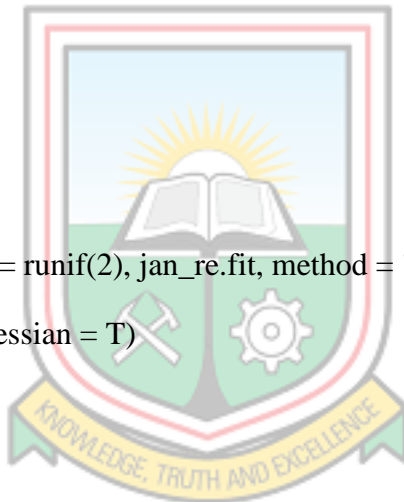 = runif(2), jan_re.fit, method =
essian = T)
KNOWLEDGE, TRUTH AND EXCELLENCE